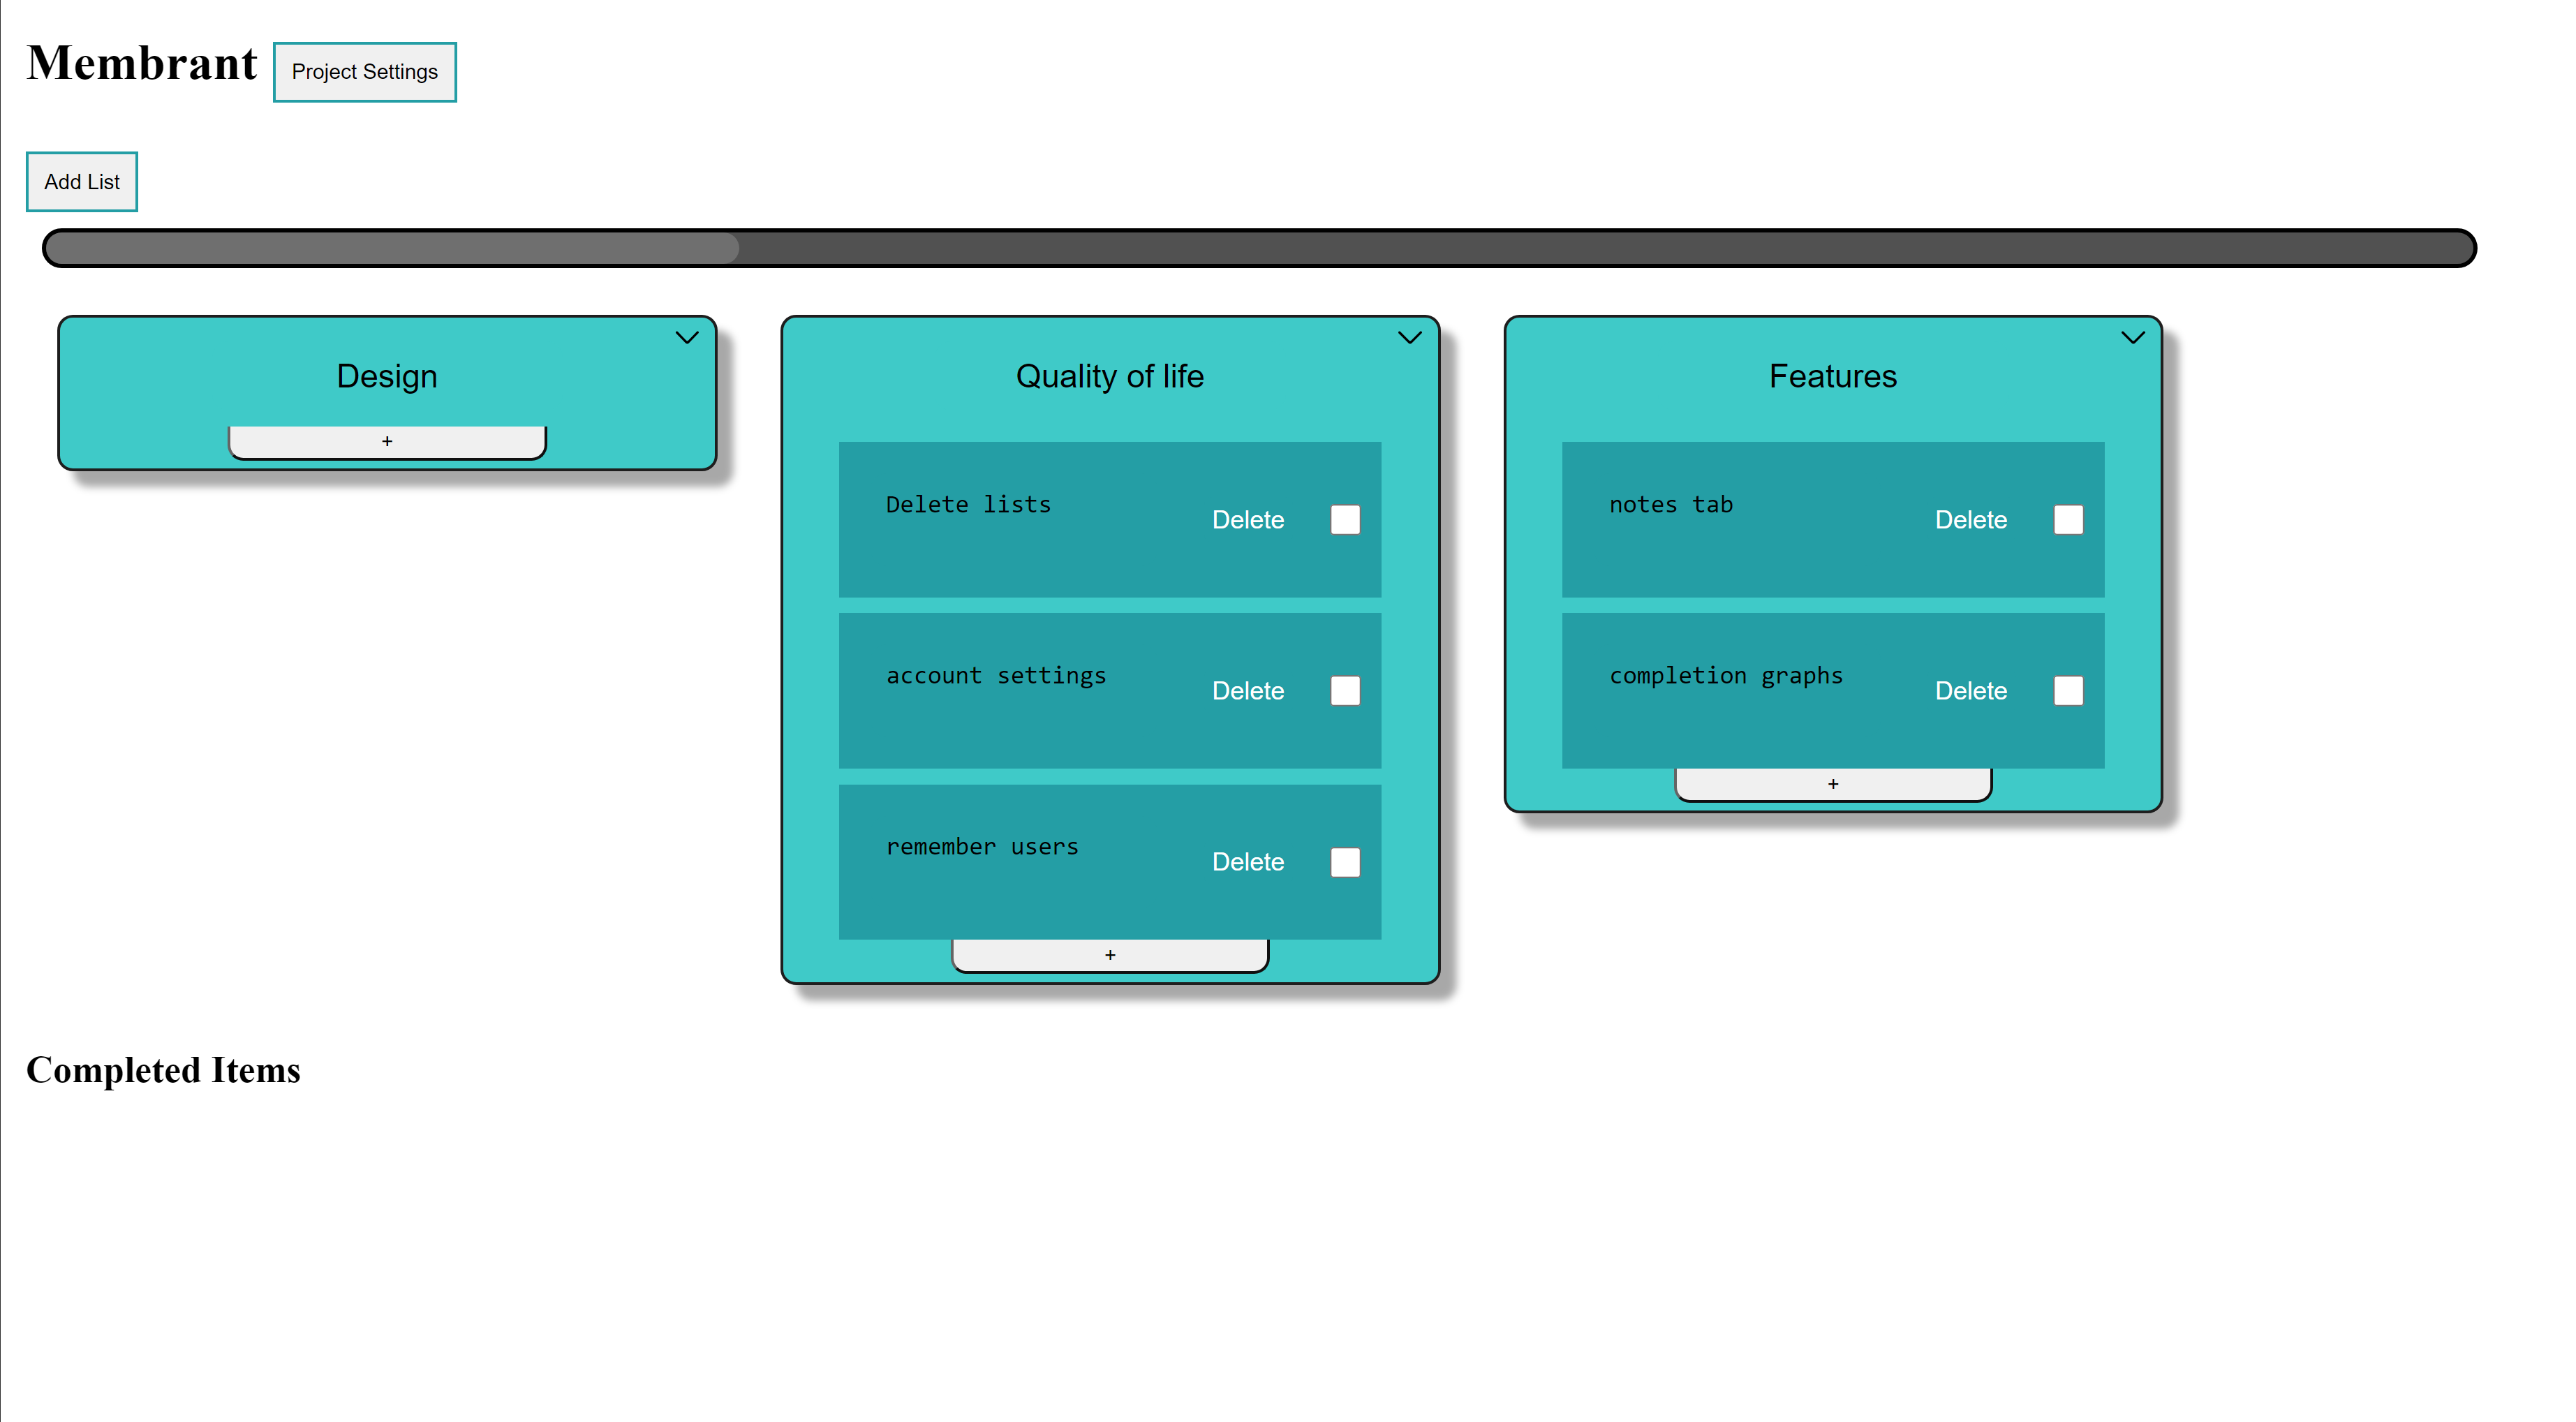 Membrant
Project Settings
Add List
Design
+
Quality of life
Delete lists
Delete
account settings
Delete
remember users
Delete
+
Features
notes tab
Delete
completion graphs
Delete
+
Completed Items